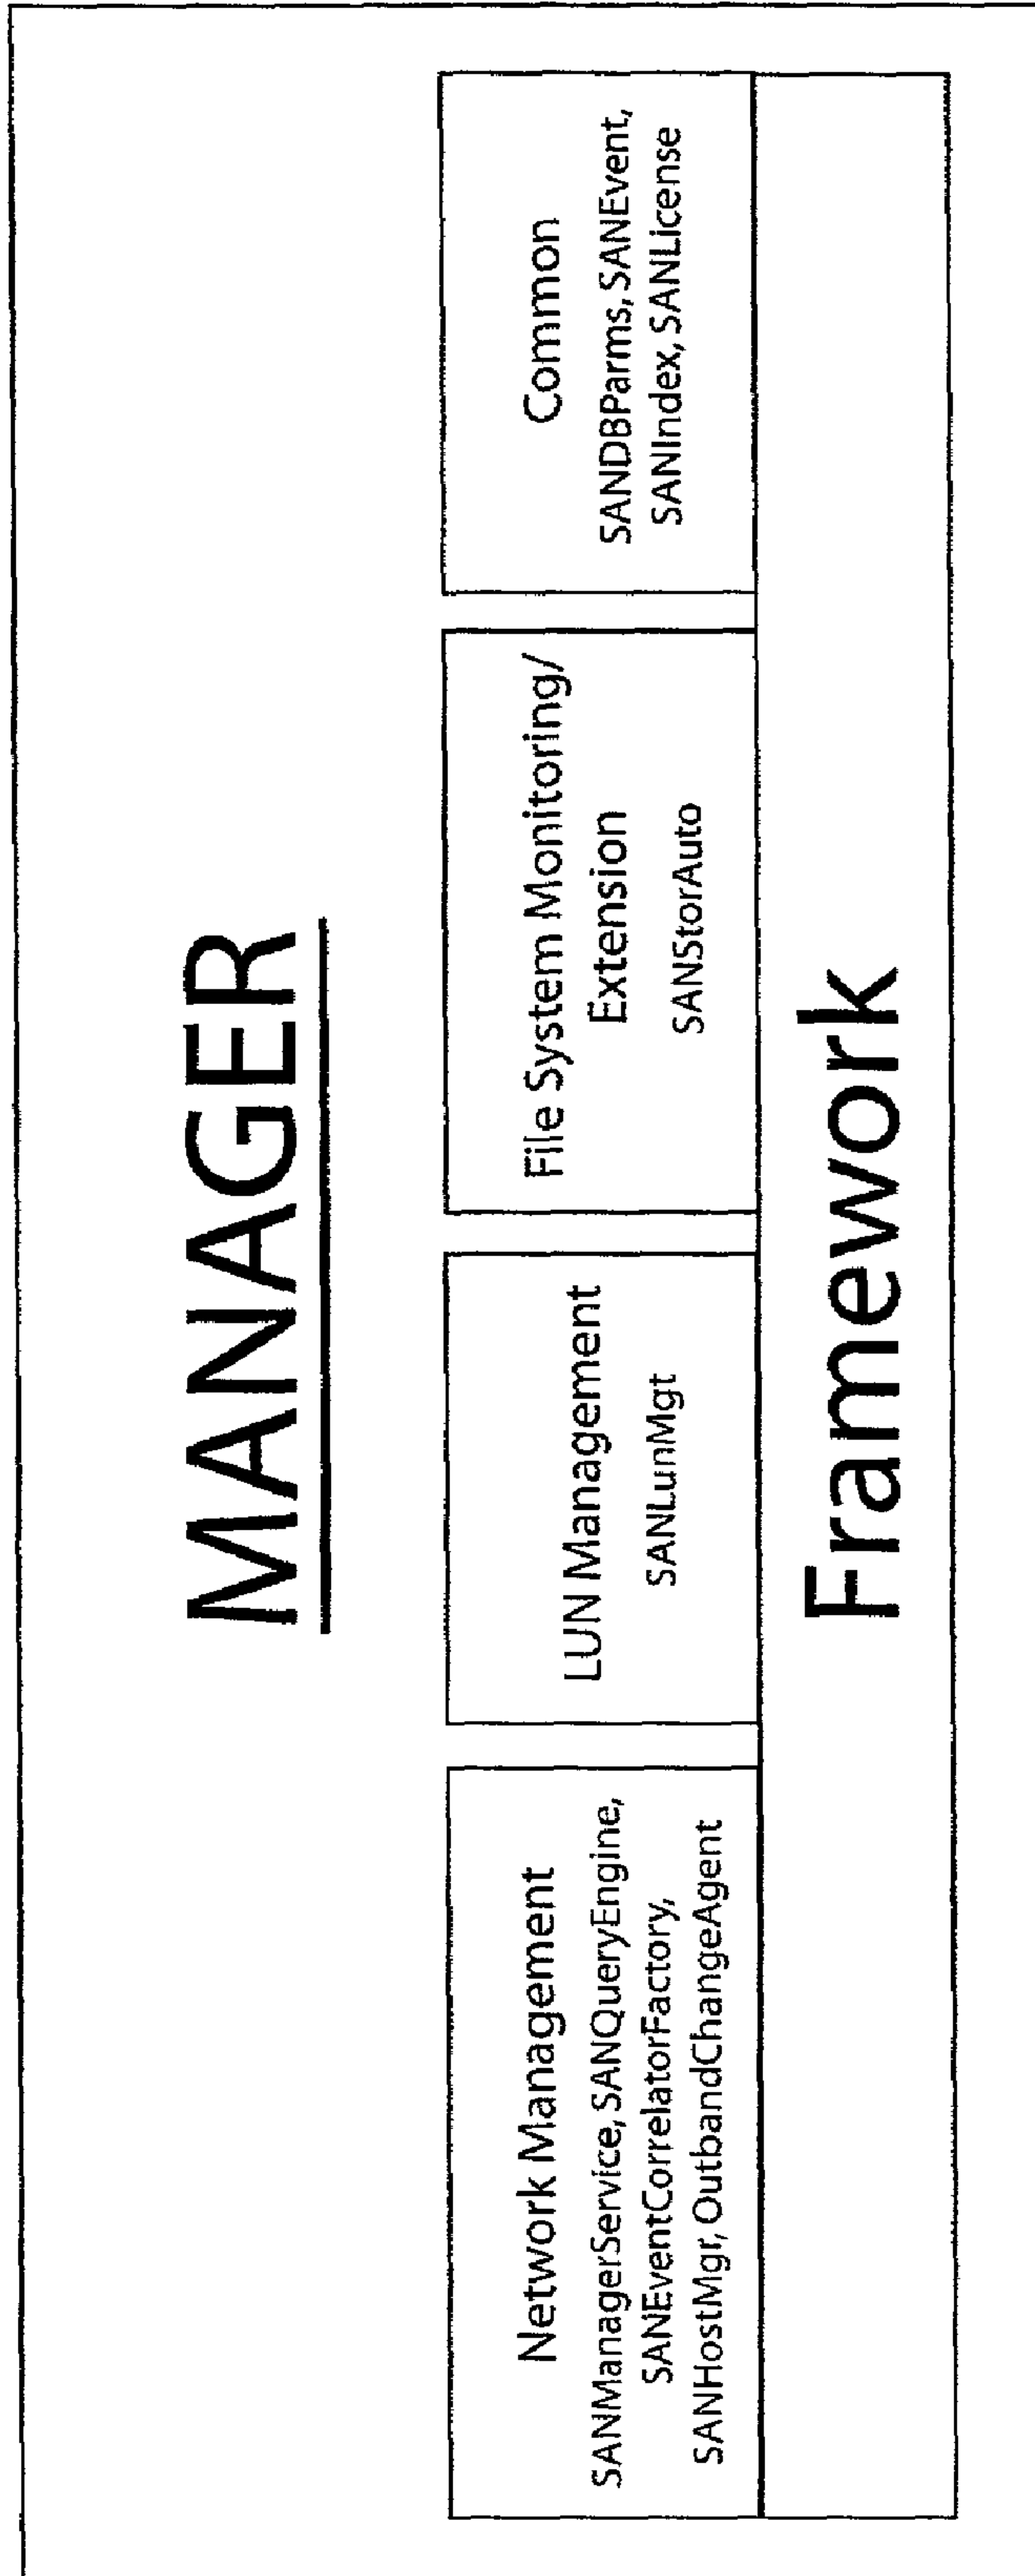 MANAGER
Network Management
SANManagerService, SANQueryEngine,
SANEventCorrelatorFactory,
SANHostMgr, OutbandChangeAgent
LUN Management
SANLunMgt
File System Monitoring/
Extension
SANStorAuto
Common
SANDBParms, SANEvent,
SANIndex, SANLicense
Framework